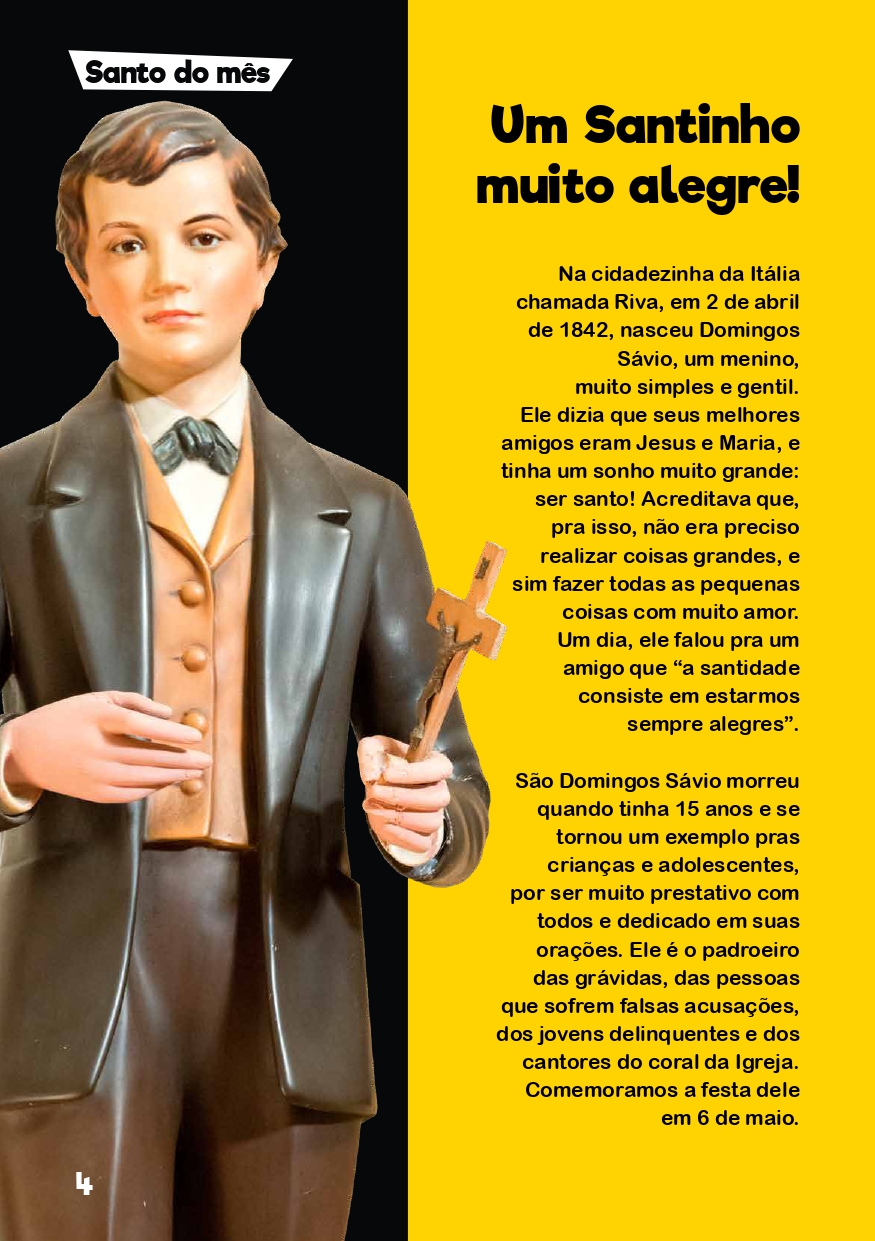 Santo do mês
Um Santinho
muito alegre!
Na cidadezinha da Itália
chamada Riva, em 2 de abril
de 1842, nasceu Domingos
Sávio, um menino,
muito simples e gentil.
Ele dizia que seus melhores
amigos eram Jesus e Maria, e
tinha um sonho muito grande:
ser santo! Acreditava que,
pra isso, não era preciso
realizar coisas grandes, e
sim fazer todas as pequenas
coisas com muito amor.
Um dia, ele falou pra um
amigo que “a santidade
consiste em estarmos
sempre alegres”.
São Domingos Sávio morreu
quando tinha 15 anos e se
tornou um exemplo pras
crianças e adolescentes,
por ser muito prestativo com
todos e dedicado em suas
orações. Ele é o padroeiro
das grávidas, das pessoas
que sofrem falsas acusações,
dos jovens delinquentes e dos
cantores do coral da Igreja.
Comemoramos a festa dele
em 6 de maio.
4